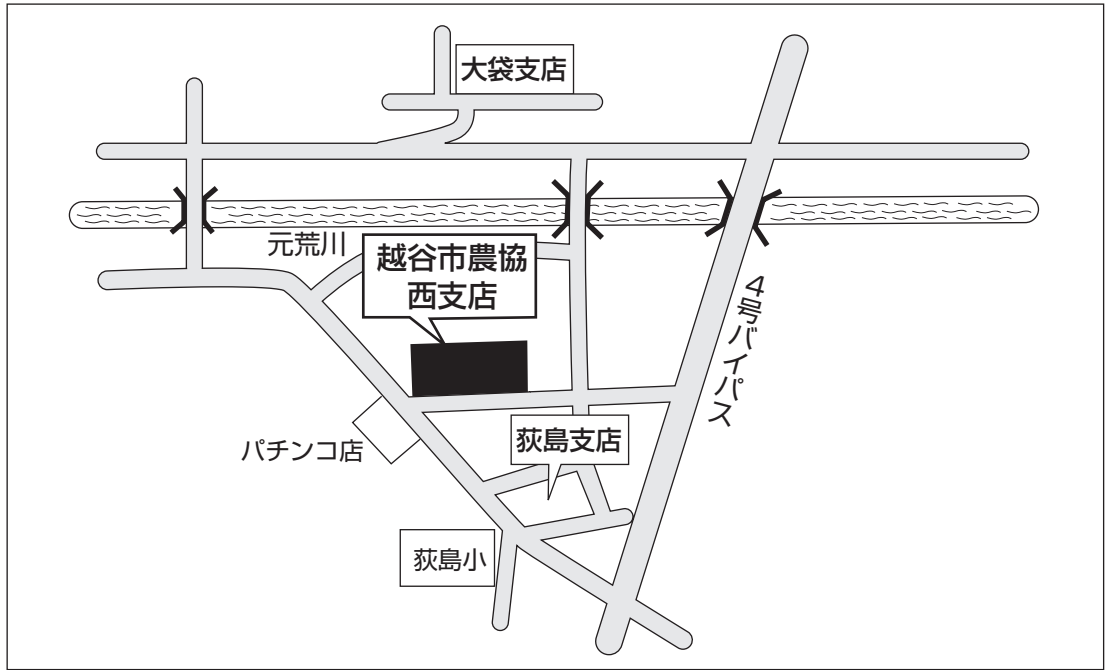 大袋支店
元荒川
越谷市農協
西支店
4号バイパス
荻島支店
パチンコ店
荻島小